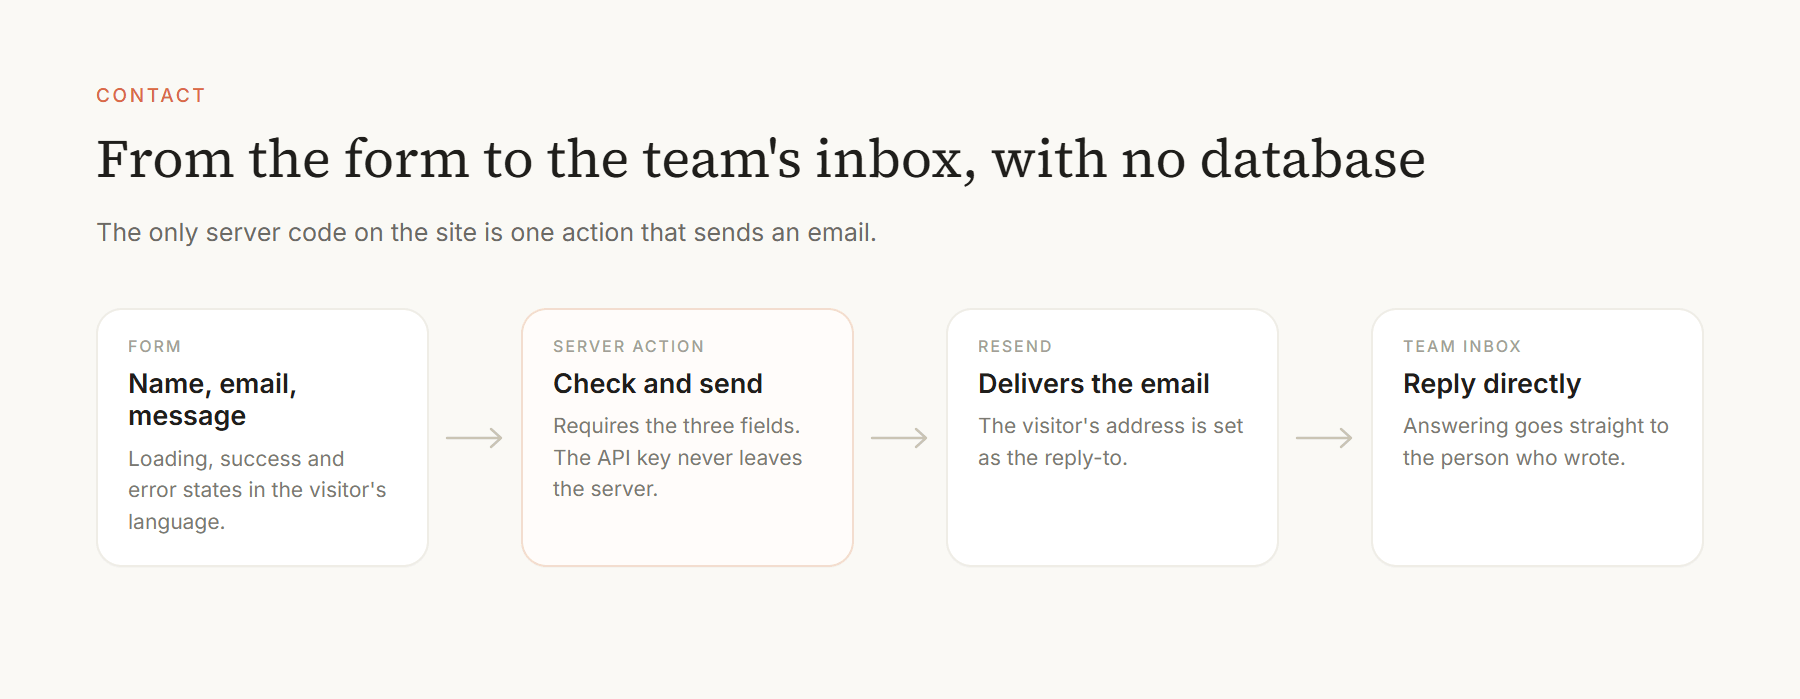 CONTACT
From the form to the team's inbox, with no database
The only server code on the site is one action that sends an email.
FORM
Name, email,
message
Loading, success and
error states in the visitor's
language.
SERVER ACTION
Check and send
Requires the three fields.
The API key never leaves
the server.
RESEND
Delivers the email
The visitor's address is set
as the reply-to.
TEAM INBOX
Reply directly
Answering goes straight to
the person who wrote.